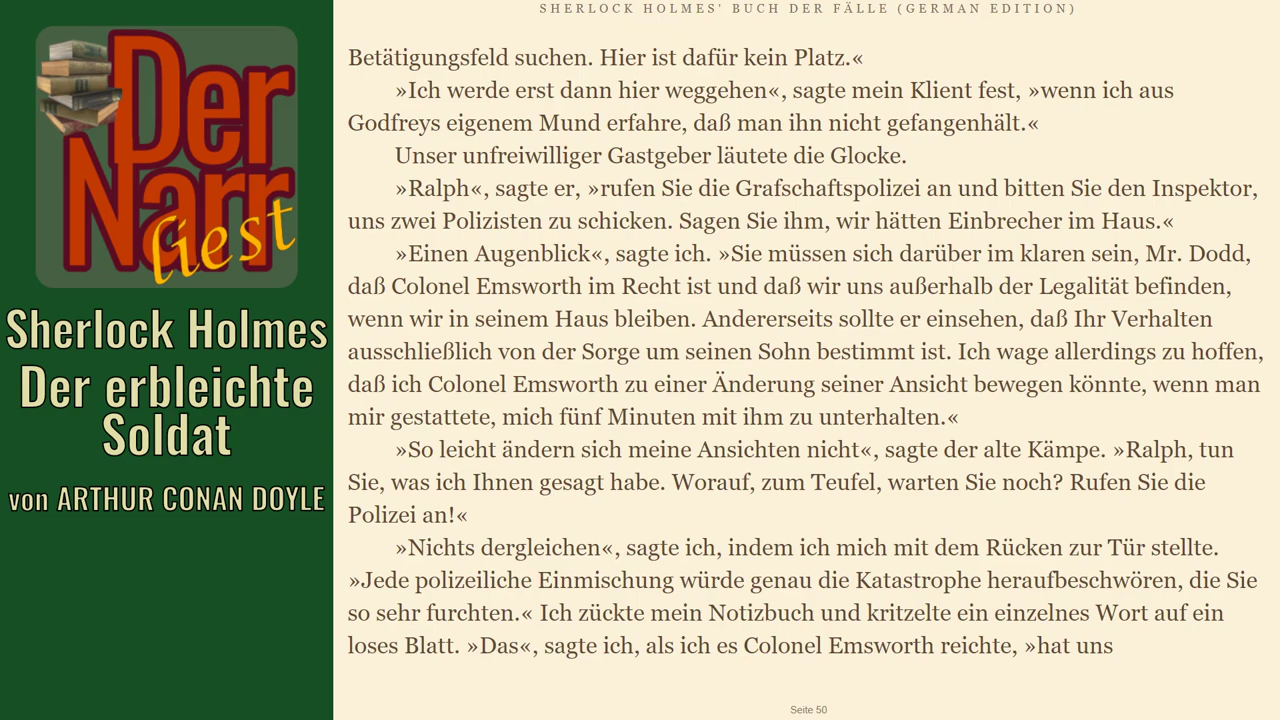 Der
Narr
liest
Sherlock Holmes
Der erbleichte
Soldat
von ARTHUR CONAN DOYLE
SHERLOCK HOLMES' BUCH DER FÄLLE (GERMAN EDITION)
Betätigungsfeld suchen. Hier ist dafür kein Platz.«
»Ich werde erst dann hier weggehen«, sagte mein Klient fest, »wenn ich aus
Godfreys eigenem Mund erfahre, daß man ihn nicht gefangenhält.«
Unser unfreiwilliger Gastgeber läutete die Glocke.
»Ralph«, sagte er, »rufen Sie die Grafschaftspolizei an und bitten Sie den Inspektor,
uns zwei Polizisten zu schicken. Sagen Sie ihm, wir hätten Einbrecher im Haus.«
»Einen Augenblick«, sagte ich. »Sie müssen sich darüber im klaren sein, Mr. Dodd,
daß Colonel Emsworth im Recht ist und daß wir uns außerhalb der Legalität befinden,
wenn wir in seinem Haus bleiben. Andererseits sollte er einsehen, daß Ihr Verhalten
ausschließlich von der Sorge um seinen Sohn bestimmt ist. Ich wage allerdings zu hoffen,
daß ich Colonel Emsworth zu einer Änderung seiner Ansicht bewegen könnte, wenn man
mir gestattete, mich fünf Minuten mit ihm zu unterhalten.«
»So leicht ändern sich meine Ansichten nicht«, sagte der alte Kämpe. »Ralph, tun
Sie, was ich Ihnen gesagt habe. Worauf, zum Teufel, warten Sie noch? Rufen Sie die
Polizei an!«
»Nichts dergleichen«, sagte ich, indem ich mich mit dem Rücken zur Tür stellte.
»Jede polizeiliche Einmischung würde genau die Katastrophe heraufbeschwören, die Sie
so sehr furchten.« Ich zückte mein Notizbuch und kritzelte ein einzelnes Wort auf ein
loses Blatt. »Das«, sagte ich, als ich es Colonel Emsworth reichte, »hat uns
Seite 50